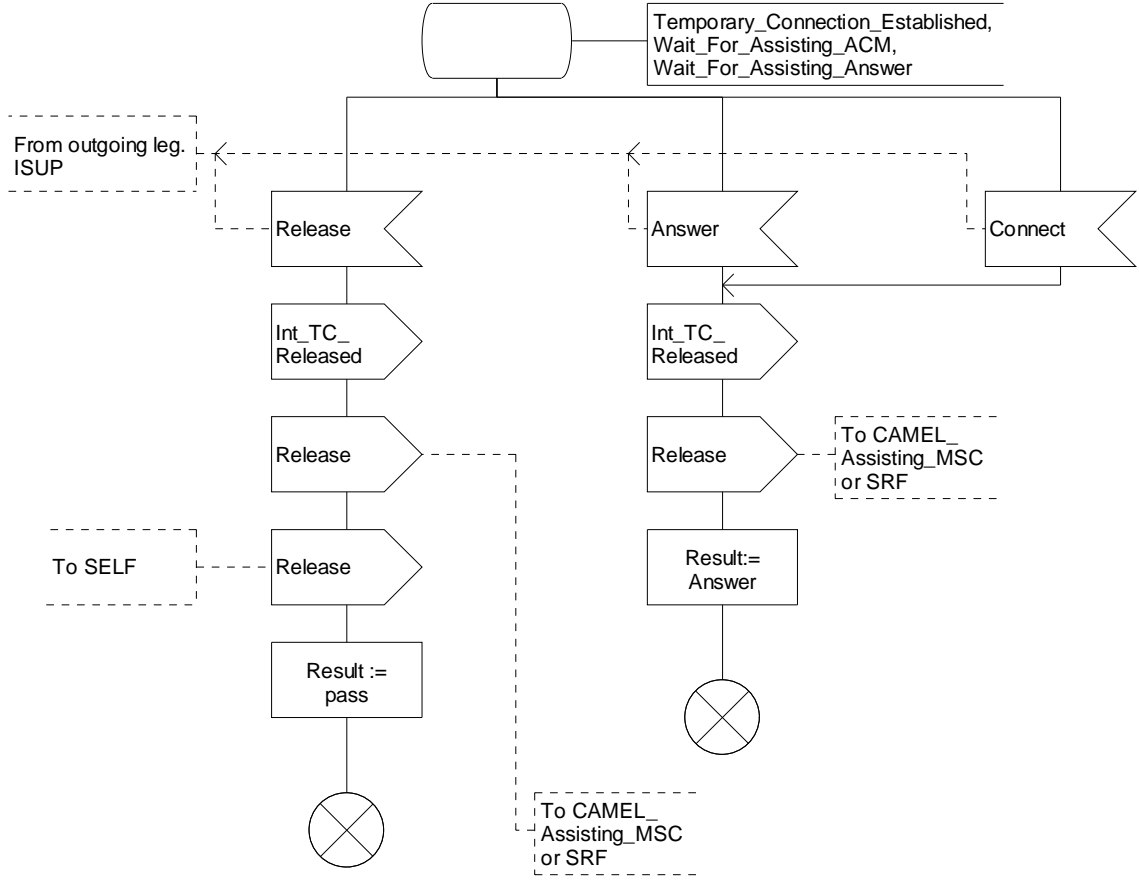 Temporary_Connection_Established,
Wait_For_Assisting_ACM,
Wait_For_Assisting_Answer
From outgoing leg.
ISUP
Release
Answer
Connect
Int_TC_
Released
Int_TC_
Released
Release
Release
To CAMEL_
Assisting_MSC
or SRF
To SELF
Release
Result:=
Answer
Result :=
pass
To CAMEL_
Assisting_MSC
or SRF